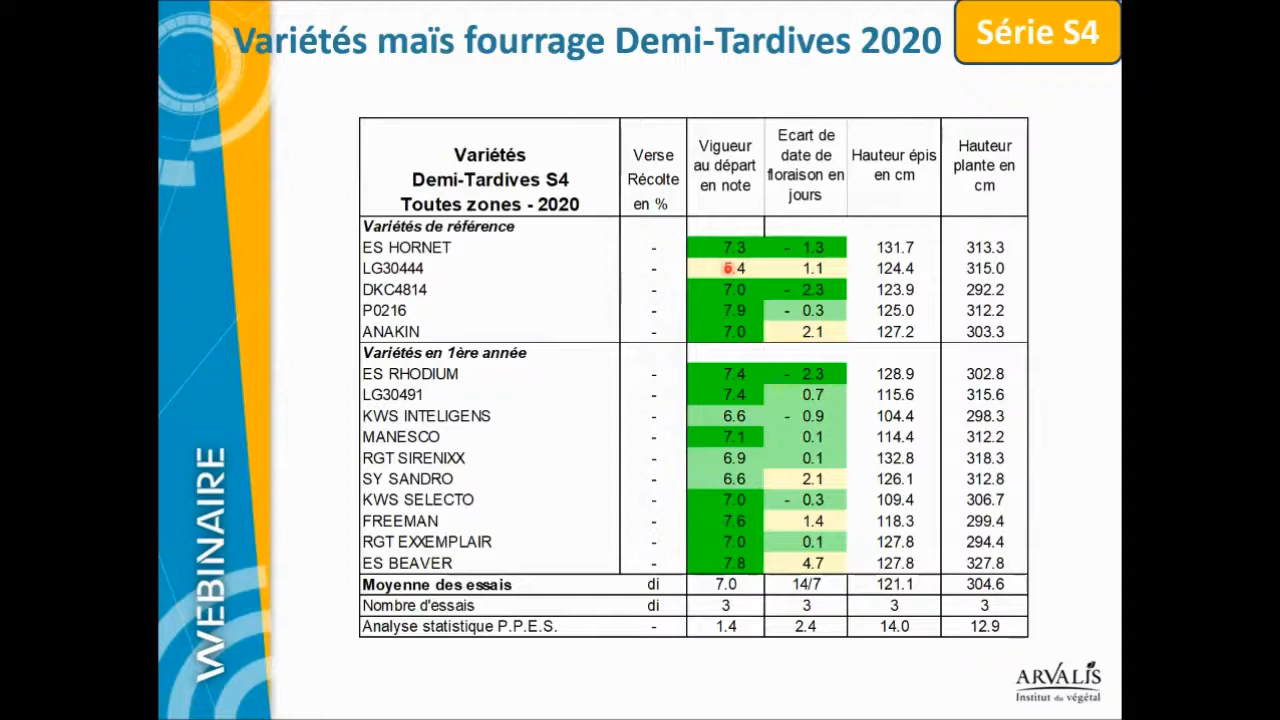 Variétés maïs fourrage Demi-Tardives 2020
Série S4
Variétés Demi-Tardives S4 Toutes zones - 2020 | Verse Récolte en % | Vigueur au départ en note | Ecart de date de floraison en jours | Hauteur épis en cm | Hauteur plante en cm
Variétés de référence
ES HORNET - 7.3 - 1.3 131.7 313.3
LG30444 - .4 1.1 124.4 315.0
DKC4814 - 7.0 - 2.3 123.9 292.2
P0216 - 7.9 - 0.3 125.0 312.2
ANAKIN - 7.0 2.1 127.2 303.3
Variétés en 1ère année
ES RHODIUM - 7.4 - 2.3 128.9 302.8
LG30491 - 7.4 0.7 115.6 315.6
KWS INTELIGENS - 6.6 - 0.9 104.4 298.3
MANESCO - 7.1 0.1 114.4 312.2
RGT SIRENIXX - 6.9 0.1 132.8 318.3
SY SANDRO - 6.6 2.1 126.1 312.8
KWS SELECTO - 7.0 - 0.3 109.4 306.7
FREEMAN - 7.6 1.4 118.3 299.4
RGT EXXEMPLAIR - 7.0 0.1 127.8 294.4
ES BEAVER - 7.8 4.7 127.8 327.8
Moyenne des essais di 7.0 14/7 121.1 304.6
Nombre d'essais di 3 3 3 3
Analyse statistique P.P.E.S. - 1.4 2.4 14.0 12.9
WEBINAIRE
ARVALIS
Institut du végétal